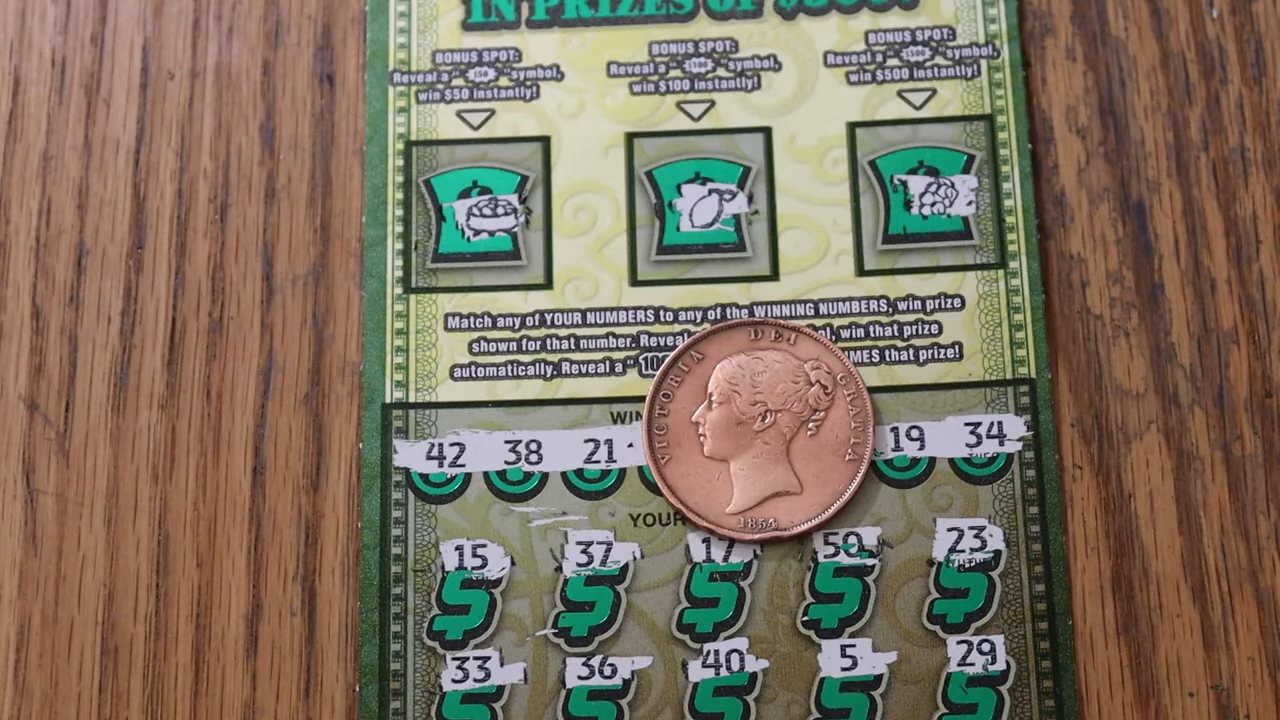 IN PRIZES OF
BONUS SPOT:
Reveal a "$50" symbol,
win $50 instantly!
BONUS SPOT:
Reveal a "$100" symbol,
win $100 instantly!
BONUS SPOT:
Reveal a "$500" symbol,
win $500 instantly!
Match any of YOUR NUMBERS to any of the WINNING NUMBERS, win prize
shown for that number. win that prize
automatically. Reveal a " that prize!
VICTORIA DEI GRATIA
1854
42 38 21 19 34
YOUR
15 37 17 50 23
$ $ $ $ $
33 36 40 5 29
$ $ $ $ $